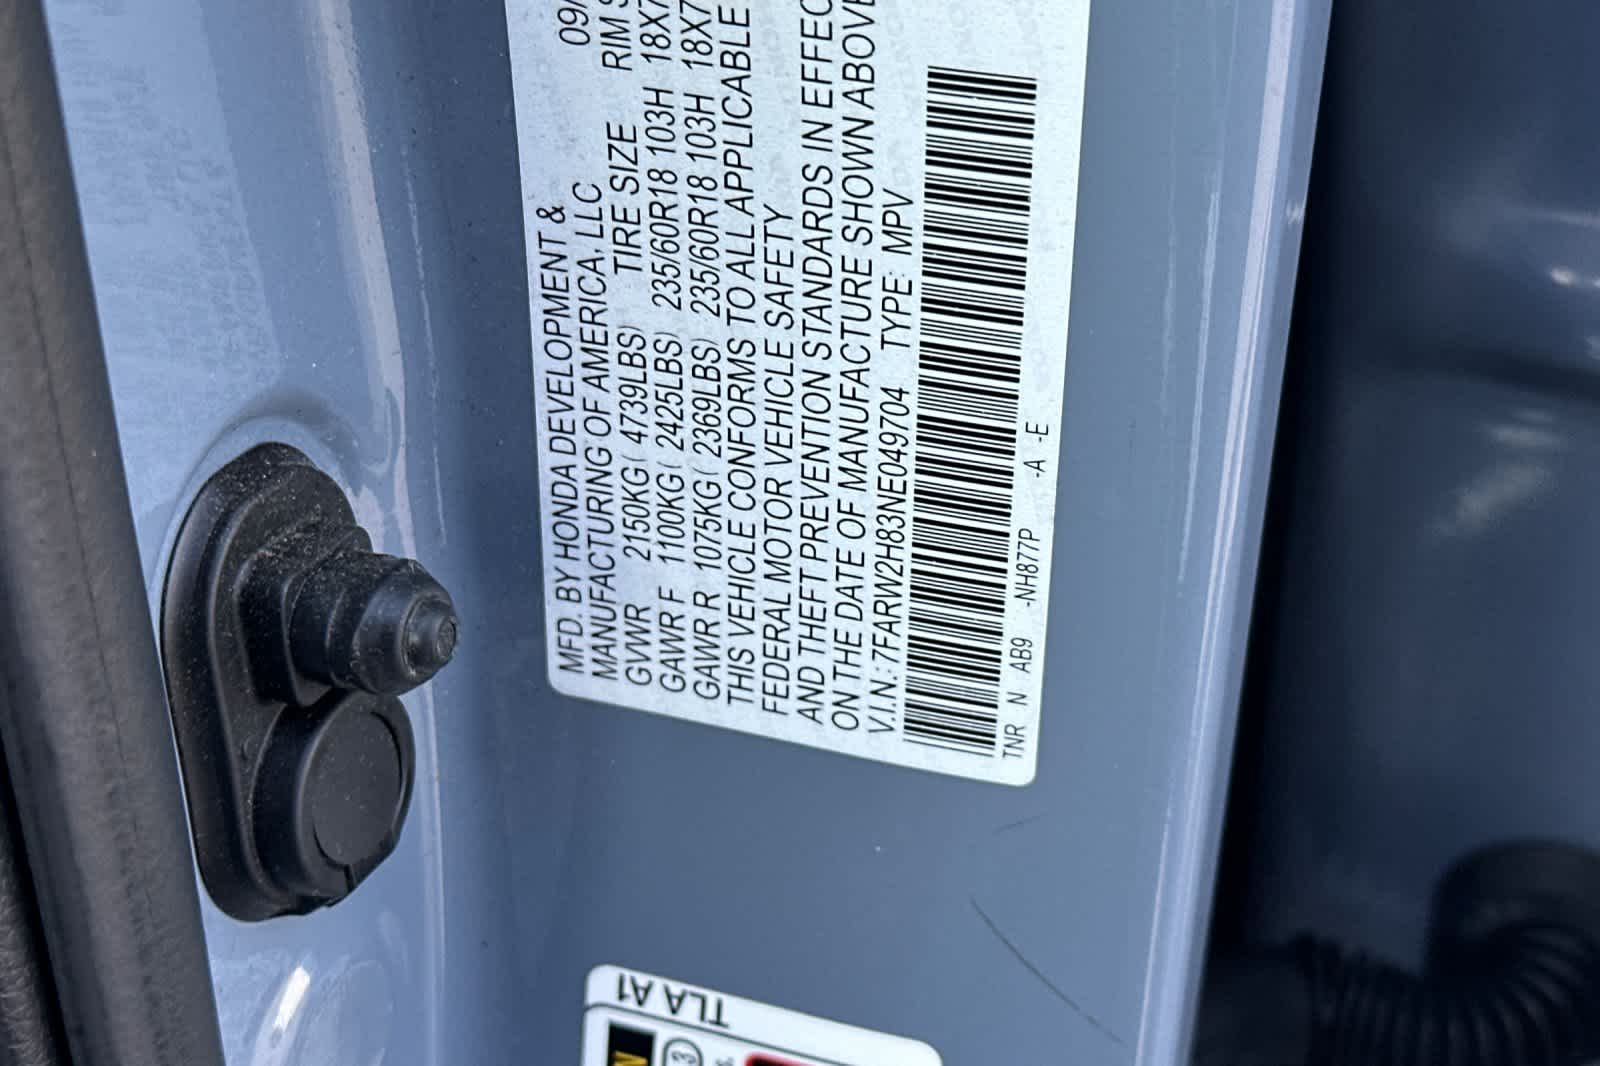 MFD. BY HONDA DEVELOPMENT & 09/
MANUFACTURING OF AMERICA, LLC
TIRE SIZE RIM S
GVWR 2150KG( 4739LBS)
GAWR F 1100KG( 2425LBS) 235/60R18 103H 18X7
GAWR R 1075KG( 2369LBS) 235/60R18 103H 18X7
THIS VEHICLE CONFORMS TO ALL APPLICABLE
FEDERAL MOTOR VEHICLE SAFETY
AND THEFT PREVENTION STANDARDS IN EFFEC
ON THE DATE OF MANUFACTURE SHOWN ABOVE
V.I.N.: 7FARW2H83NE049704 TYPE MPV
TNR N AB9 -NH877P -A -E
TLA A1
3